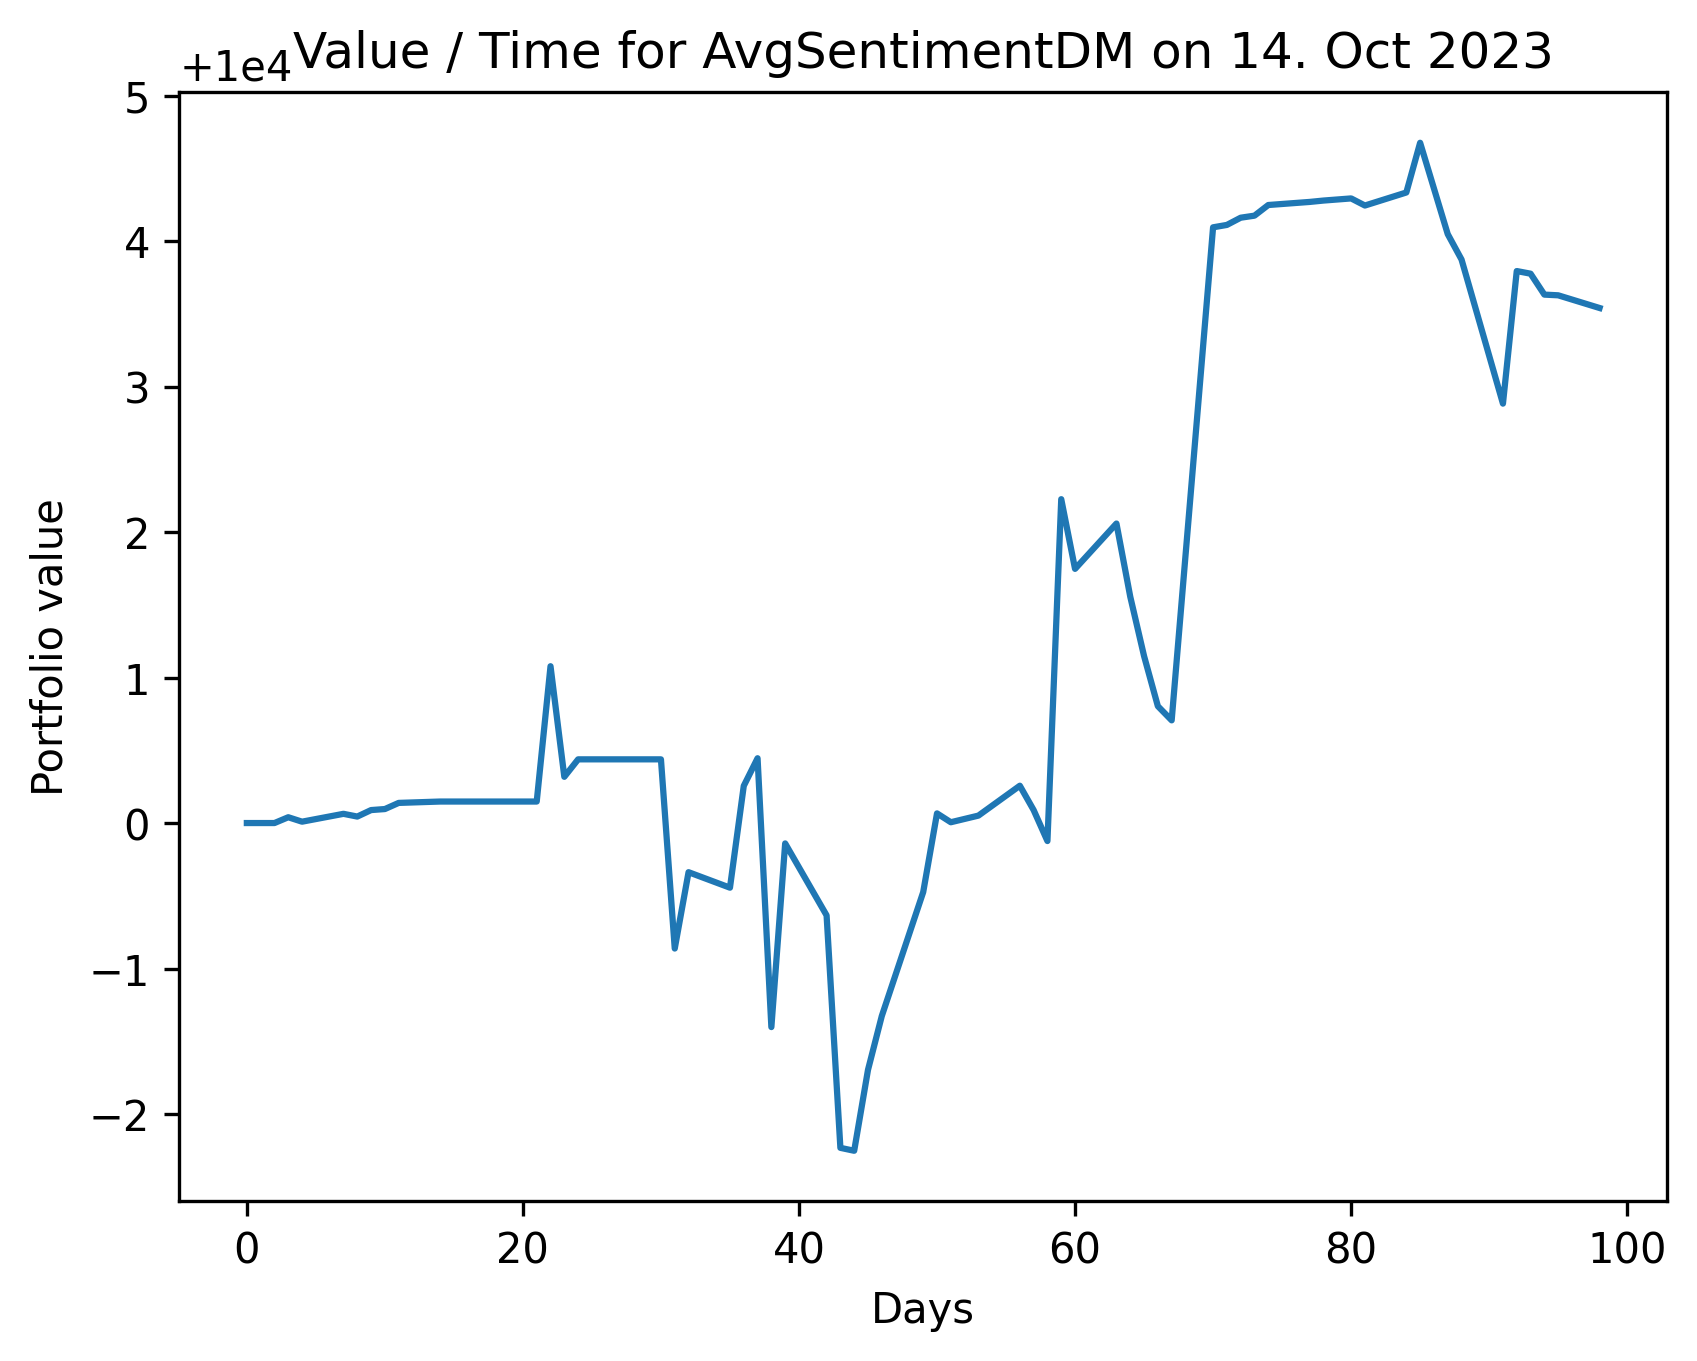 Value / Time for AvgSentimentDM on 14. Oct 2023
+1e4
5
4
3
2
1
0
−1
−2
Portfolio value
0 20 40 60 80 100
Days